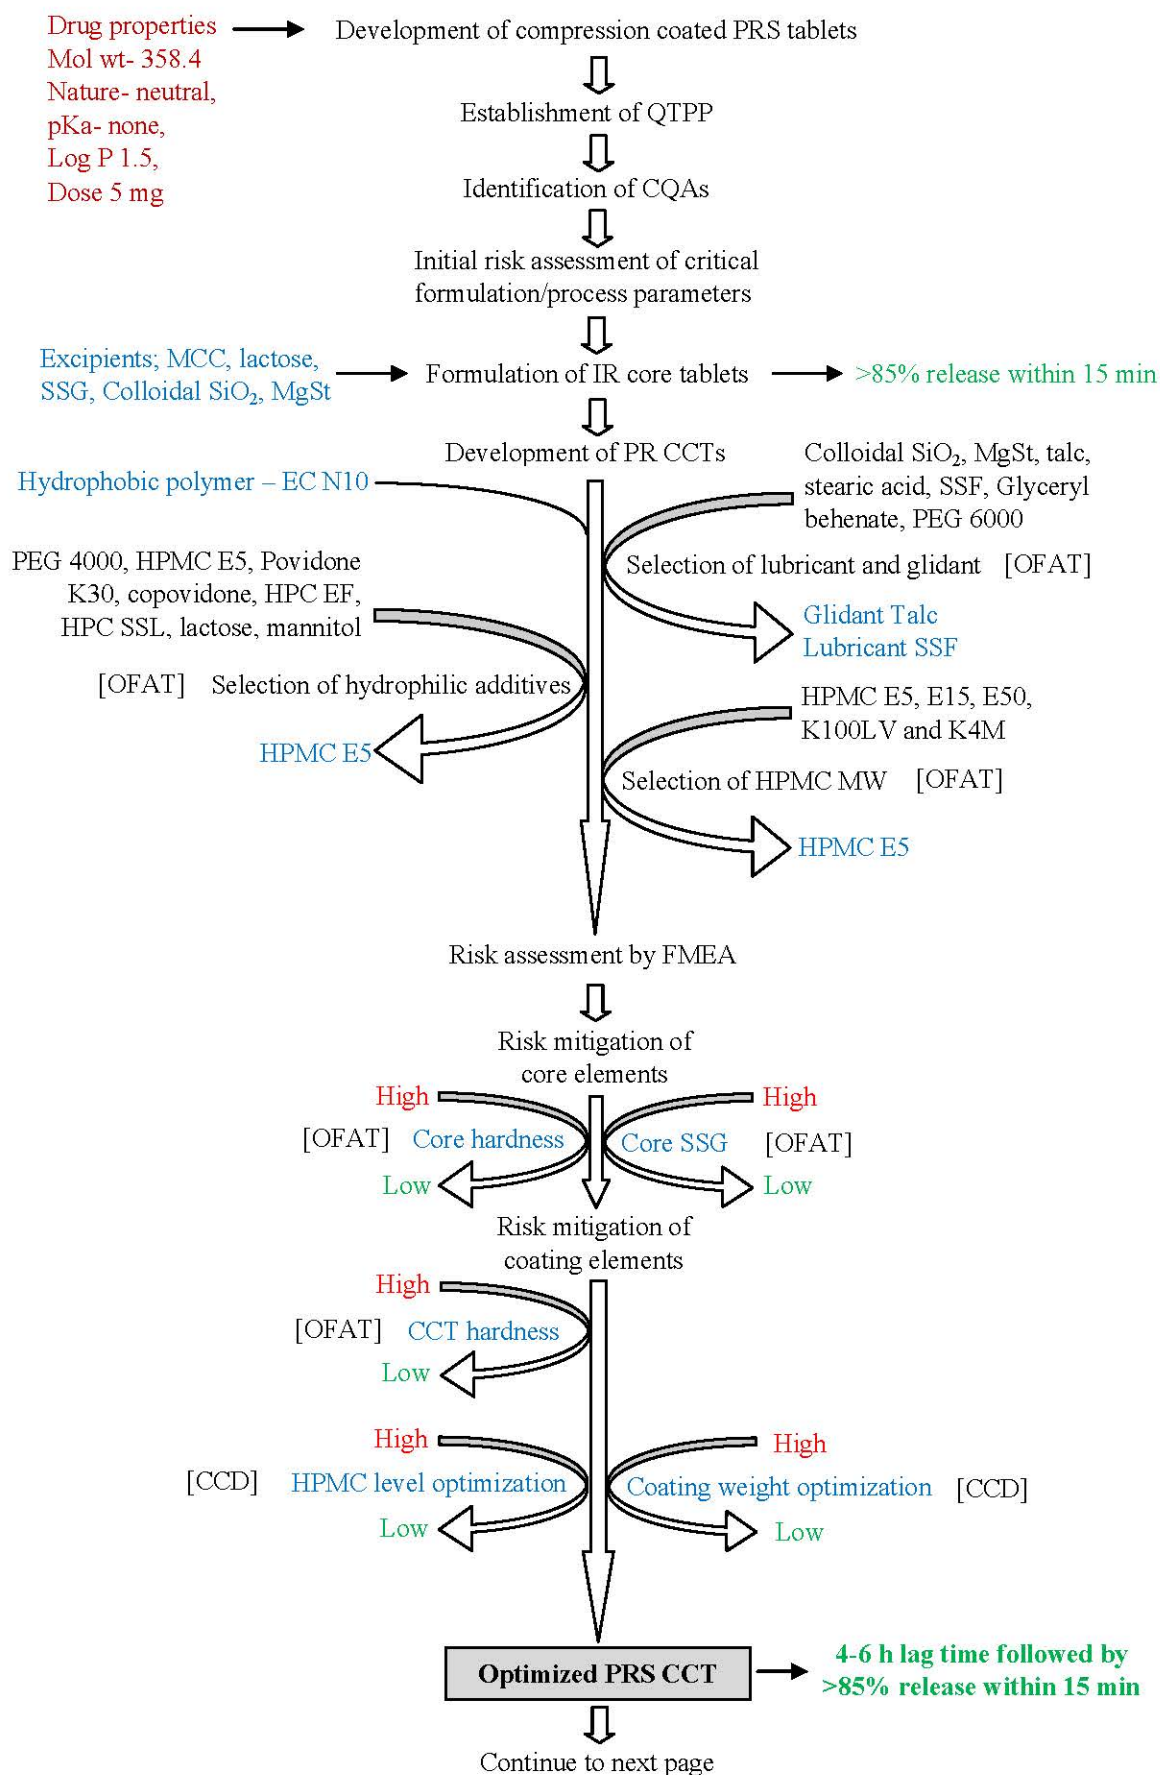 Drug properties
Mol wt- 358.4
Nature- neutral,
pKa- none,
Log P 1.5,
Dose 5 mg
Development of compression coated PRS tablets
Establishment of QTPP
Identification of CQAs
Initial risk assessment of critical
formulation/process parameters
Excipients; MCC, lactose,
SSG, Colloidal SiO₂, MgSt
Formulation of IR core tablets
>85% release within 15 min
Development of PR CCTs
Hydrophobic polymer – EC N10
Colloidal SiO₂, MgSt, talc,
stearic acid, SSF, Glyceryl
behenate, PEG 6000
Selection of lubricant and glidant [OFAT]
Glidant Talc
Lubricant SSF
PEG 4000, HPMC E5, Povidone
K30, copovidone, HPC EF,
HPC SSL, lactose, mannitol
[OFAT] Selection of hydrophilic additives
HPMC E5
HPMC E5, E15, E50,
K100LV and K4M
Selection of HPMC MW [OFAT]
HPMC E5
Risk assessment by FMEA
Risk mitigation of
core elements
High
[OFAT] Core hardness
Low
High
Core SSG [OFAT]
Low
Risk mitigation of
coating elements
High
[OFAT] CCT hardness
Low
High
[CCD] HPMC level optimization
Low
High
Coating weight optimization [CCD]
Low
Optimized PRS CCT
4-6 h lag time followed by
>85% release within 15 min
Continue to next page